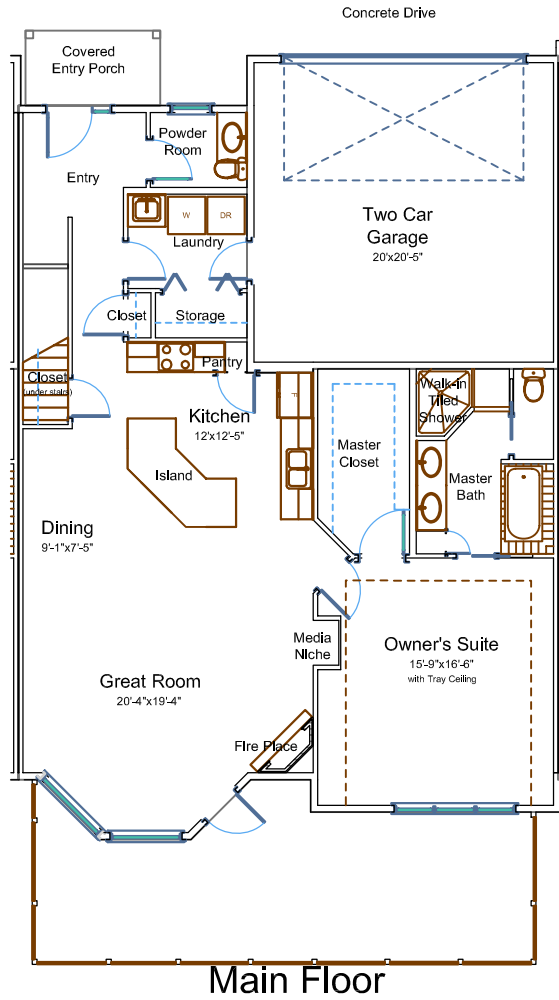 Concrete Drive
Covered
Entry Porch
Powder
Room
Entry
Two Car
Garage
20'x20'-5"
W
DR
Laundry
Closet
Storage
Pantry
Closet
(under stairs)
Kitchen
12'x12'-5"
F
Walk-in
Tiled
Shower
Master
Closet
Island
Master
Bath
Dining
9'-1"x7'-5"
Media
NIche
Owner's Suite
15'-9"x16'-6"
with Tray Ceiling
Great Room
20'-4"x19'-4"
FIre Place
Main Floor